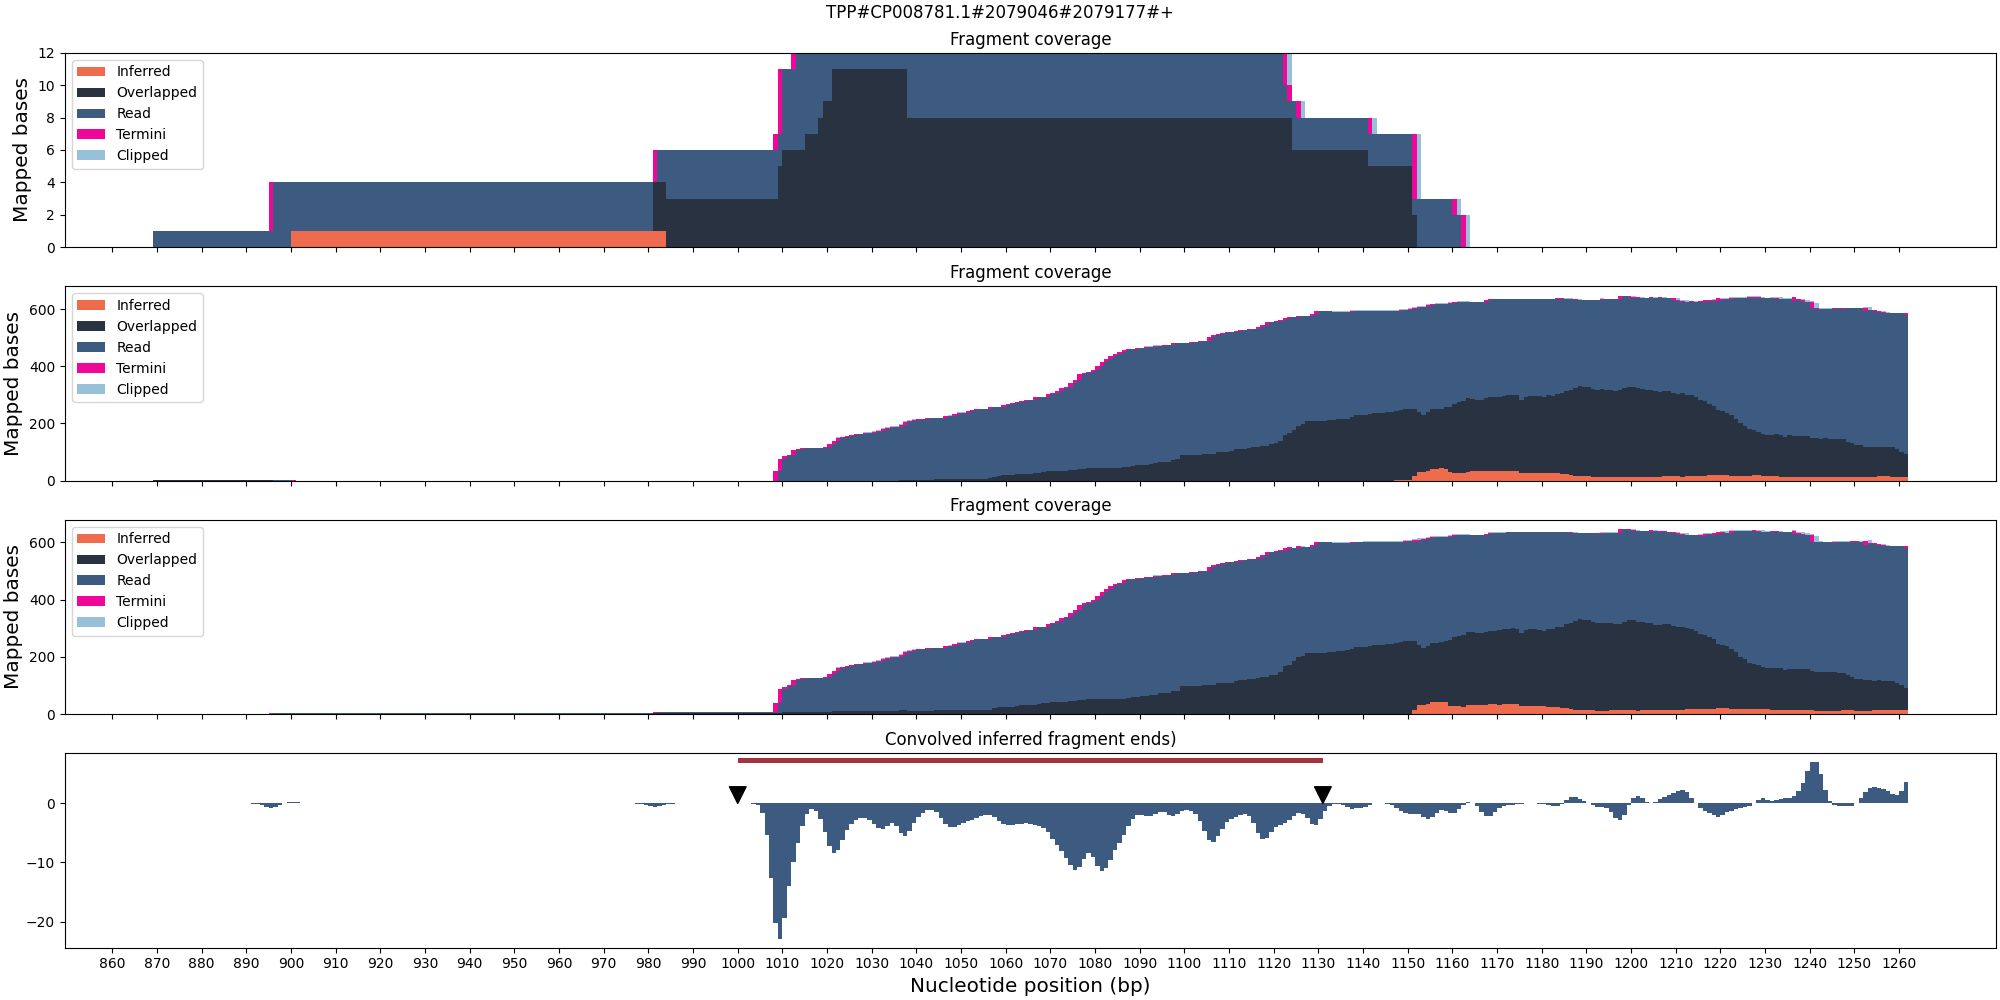 TPP#CP008781.1#2079046#2079177#+
Fragment coverage
Mapped bases
12
10
8
6
4
2
0
Inferred
Overlapped
Read
Termini
Clipped
Fragment coverage
Mapped bases
600
400
200
0
Inferred
Overlapped
Read
Termini
Clipped
Fragment coverage
Mapped bases
600
400
200
0
Inferred
Overlapped
Read
Termini
Clipped
Convolved inferred fragment ends)
0
−10
−20
860 870 880 890 900 910 920 930 940 950 960 970 980 990 1000 1010 1020 1030 1040 1050 1060 1070 1080 1090 1100 1110 1120 1130 1140 1150 1160 1170 1180 1190 1200 1210 1220 1230 1240 1250 1260
Nucleotide position (bp)